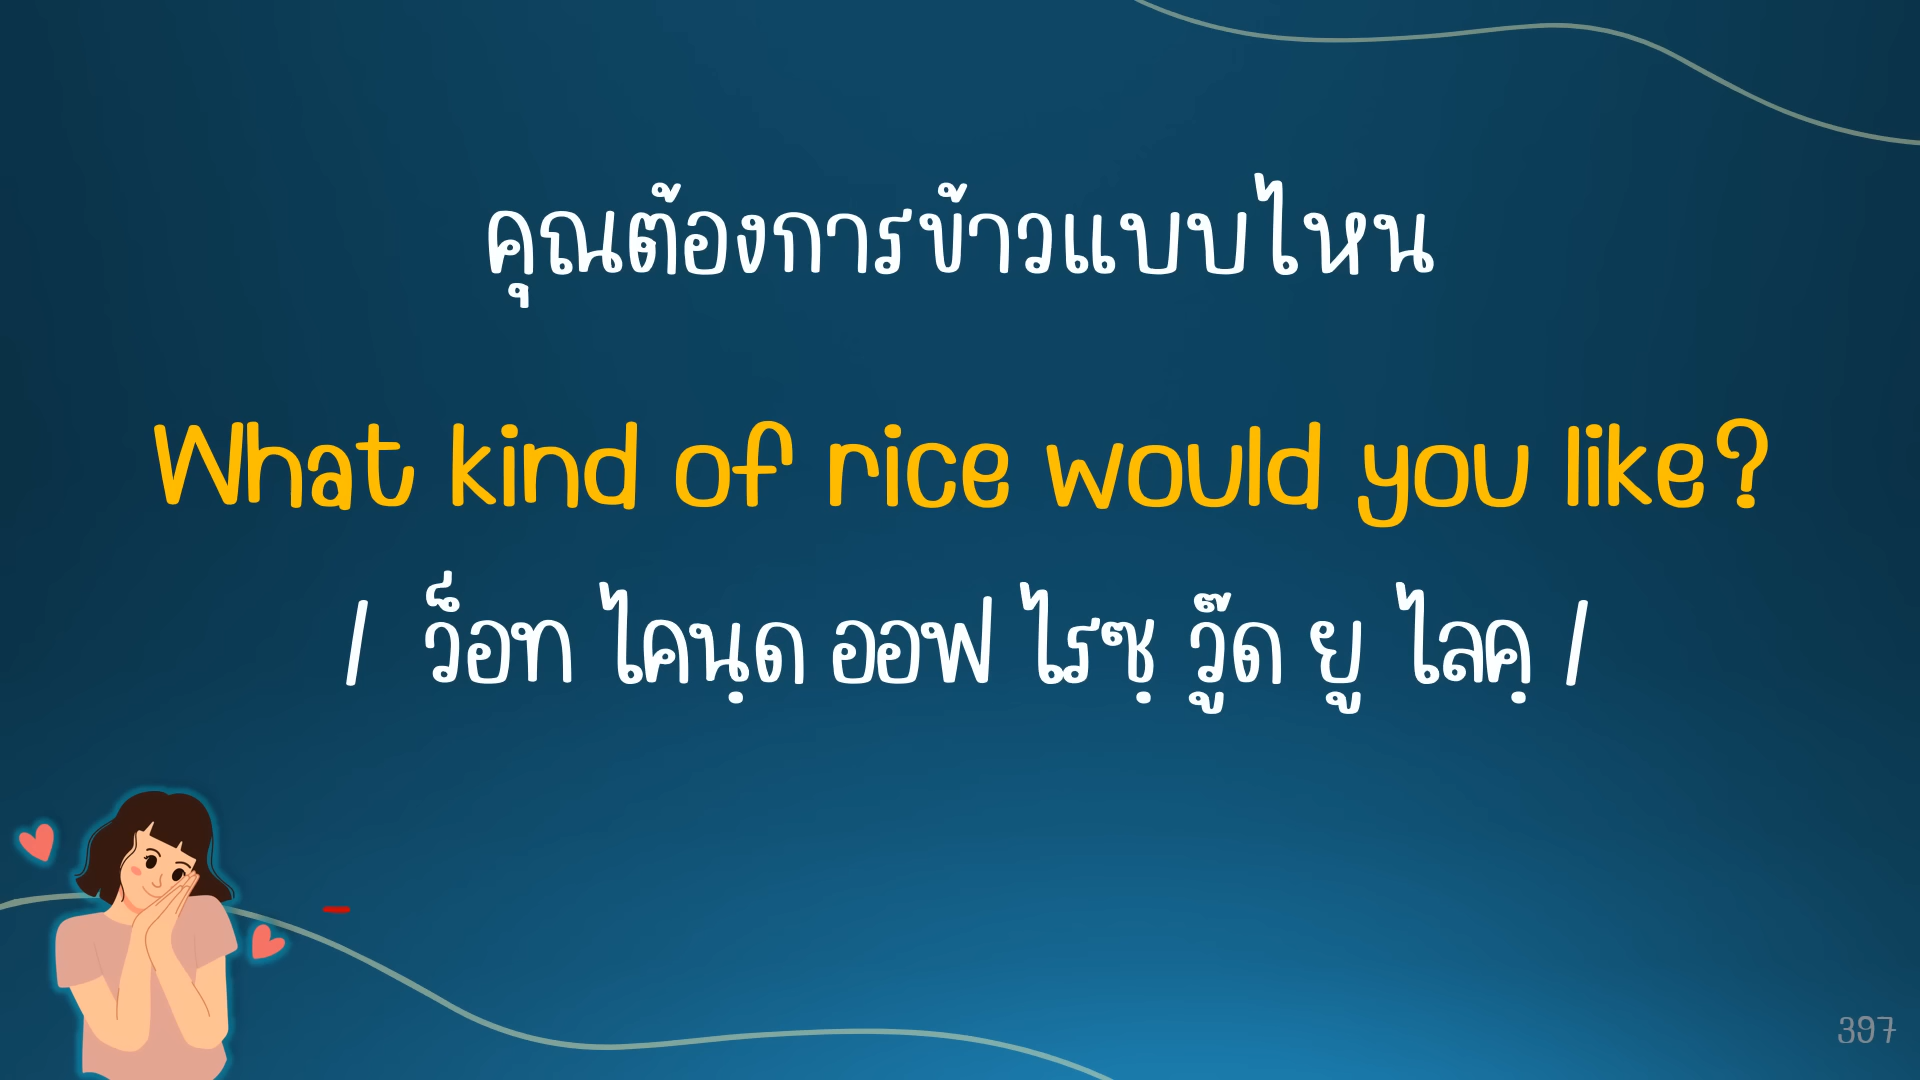 คุณต้องการข้าวแบบไหน
What kind of rice would you like?
/ ว็อท ไคนฺด ออฟ ไรซฺ วู๊ด ยู ไลคฺ /
397